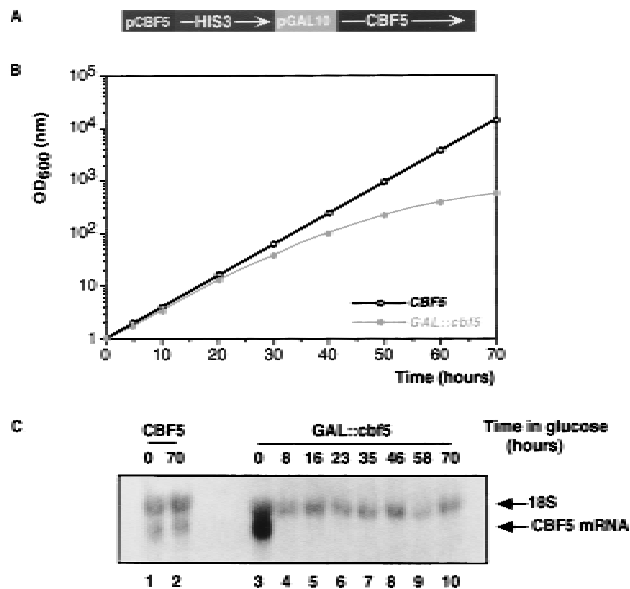 A
pCBF5 HIS3 pGAL10 CBF5
B
OD600 (nm)
10^5
10^4
10^3
10^2
10
1
0 10 20 30 40 50 60 70
Time (hours)
CBF5
GAL::cbf5
C
CBF5 GAL::cbf5 Time in glucose
(hours)
0 70 0 8 16 23 35 46 58 70
18S
CBF5 mRNA
1 2 3 4 5 6 7 8 9 10